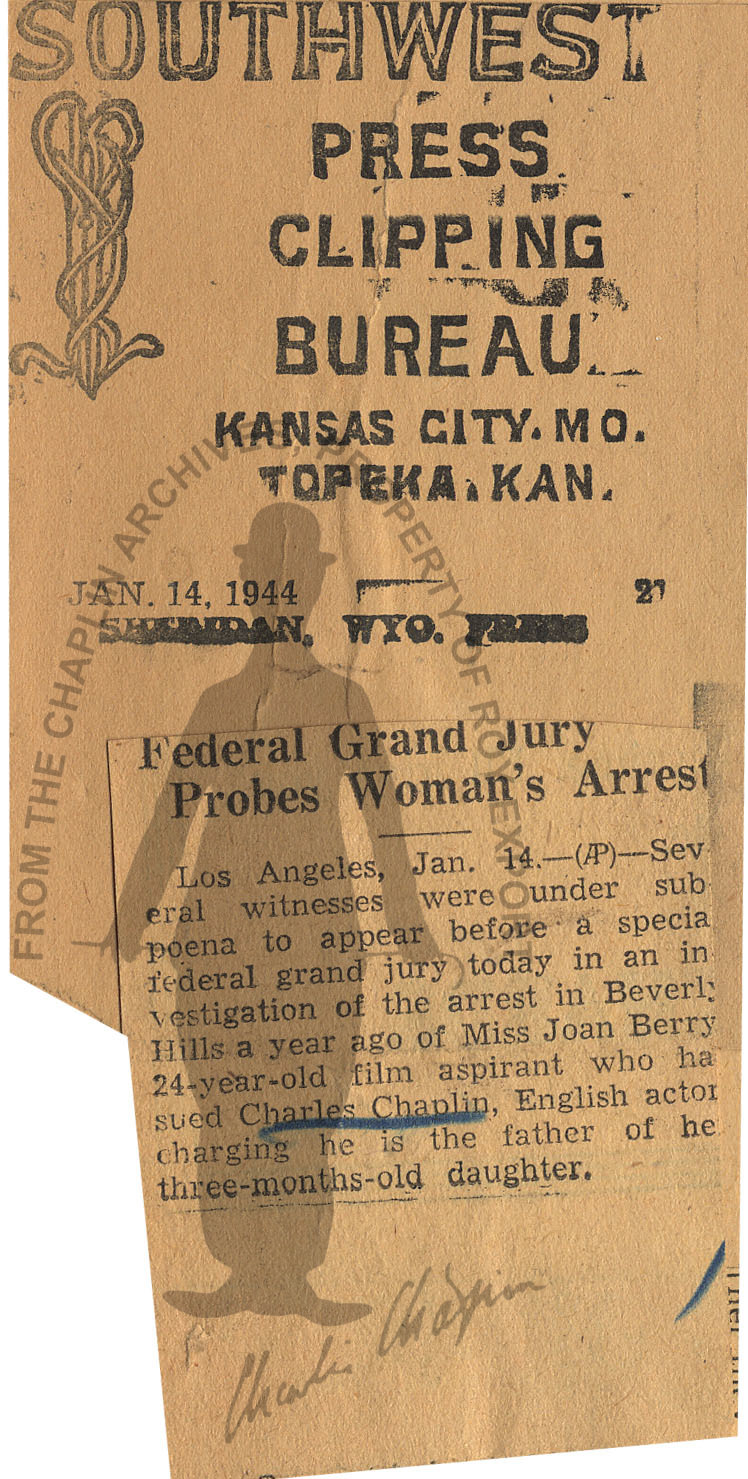 SOUTHWEST
PRESS
CLIPPING
BUREAU
KANSAS CITY. MO.
TOPEKA. KAN.
FROM THE CHAPLIN ARCHIVES, PROPERTY OF ROY EXPORT
JAN. 14, 1944
SHERIDAN, WYO. PRESS
Federal Grand Jury
Probes Woman's Arrest
Los Angeles, Jan. 14.—(AP)—Sev
eral witnesses were under sub
poena to appear before a specia
federal grand jury today in an in
vestigation of the arrest in Beverly
Hills a year ago of Miss Joan Berry
24-year-old film aspirant who ha
sued Charles Chaplin, English actor
charging he is the father of he
three-months-old daughter.
Charlie Chaplin